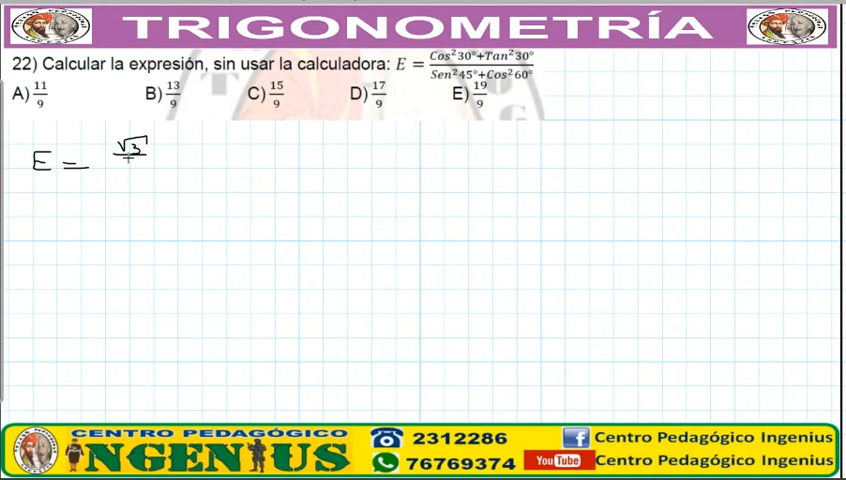 TRIGONOMETRÍA
22) Calcular la expresión, sin usar la calculadora: E = (Cos²30°+Tan²30°)/(Sen²45°+Cos²60°)
A) 11/9 B) 13/9 C) 15/9 D) 17/9 E) 19/9
E = √3
CENTRO PEDAGÓGICO
INGENIUS
2312286
76769374
f Centro Pedagógico Ingenius
YouTube Centro Pedagógico Ingenius